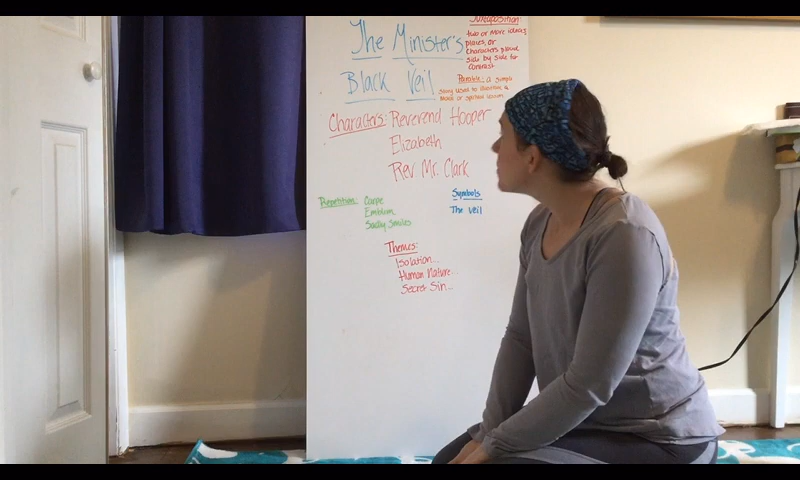 The Minister's
Black Veil
Juxtaposition:
two or more ideas,
places, or
characters placed
side by side for
contrast
Parable: a simple
story used to illustrate a
moral or spiritual lesson
Characters: Reverend Hooper
Elizabeth
Rev. Mr. Clark
Repetition: Crepe
Emblem
Sadly Smiles
Symbols
The Veil
Themes:
Isolation...
Human Nature
Secret Sin...